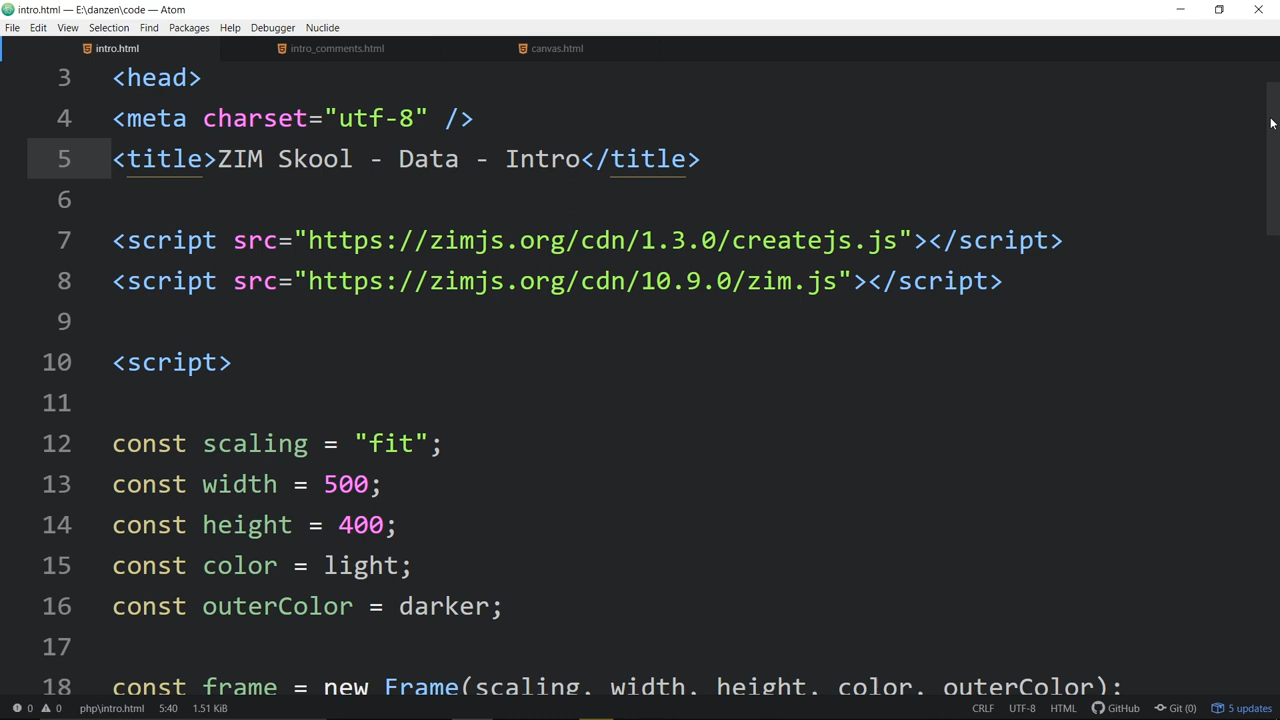 intro.html — E:\danzen\code — Atom
File Edit View Selection Find Packages Help Debugger Nuclide
intro.html intro_comments.html canvas.html
3 <head>
4 <meta charset="utf-8" />
5 <title>ZIM Skool - Data - Intro</title>
6
7 <script src="https://zimjs.org/cdn/1.3.0/createjs.js"></script>
8 <script src="https://zimjs.org/cdn/10.9.0/zim.js"></script>
9
10 <script>
11
12 const scaling = "fit";
13 const width = 500;
14 const height = 400;
15 const color = light;
16 const outerColor = darker;
17
18 const frame = new Frame(scaling, width, height, color, outerColor);
0 0 php\intro.html 5:40 1.51 KiB CRLF UTF-8 HTML GitHub Git (0) 5 updates